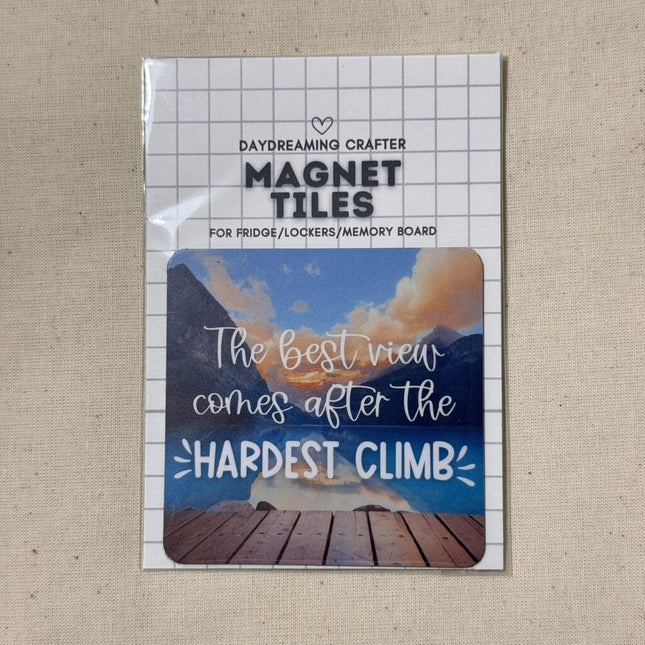 DAYDREAMING CRAFTER
MAGNET
TILES
FOR FRIDGE/LOCKERS/MEMORY BOARD
The best view
comes after the
HARDEST CLIMB